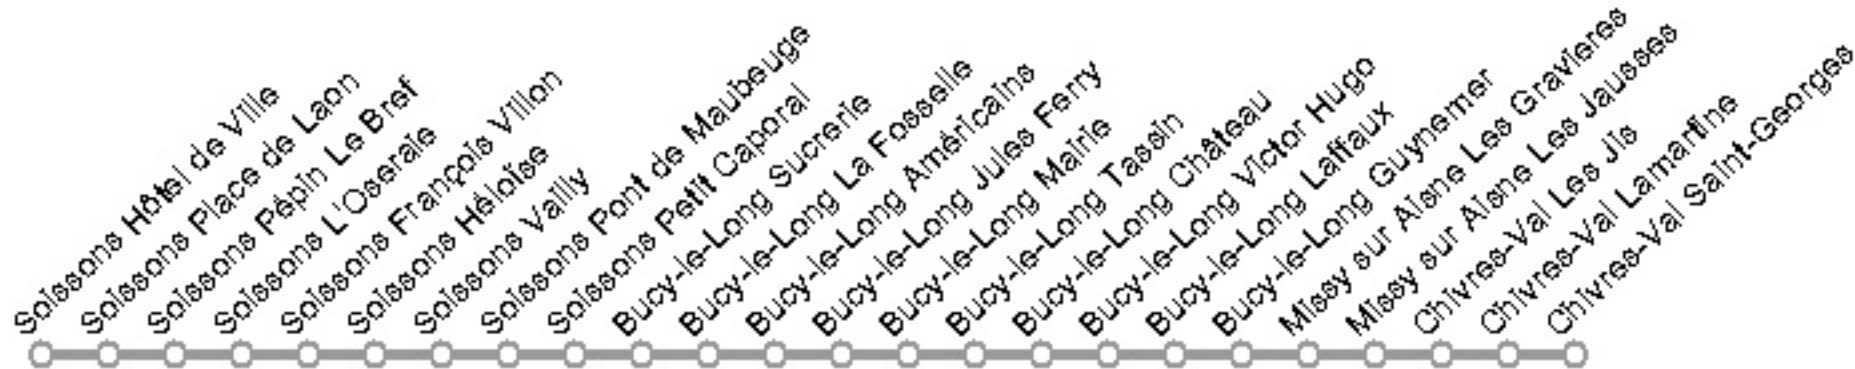 Soissons Hôtel de Ville
Soissons Place de Laon
Soissons Pépin Le Bref
Soissons L'Oseraie
Soissons François Villon
Soissons Héloïse
Soissons Vailly
Soissons Pont de Maubeuge
Soissons Petit Caporal
Bucy-le-Long Sucrerie
Bucy-le-Long La Fosselle
Bucy-le-Long Américains
Bucy-le-Long Jules Ferry
Bucy-le-Long Mairie
Bucy-le-Long Tassin
Bucy-le-Long Château
Bucy-le-Long Victor Hugo
Bucy-le-Long Laffaux
Bucy-le-Long Guynemer
Missy sur Aisne Les Gravieres
Missy sur Aisne Les Jausses
Chivres-Val Les Jis
Chivres-Val Lamartine
Chivres-Val Saint-Georges